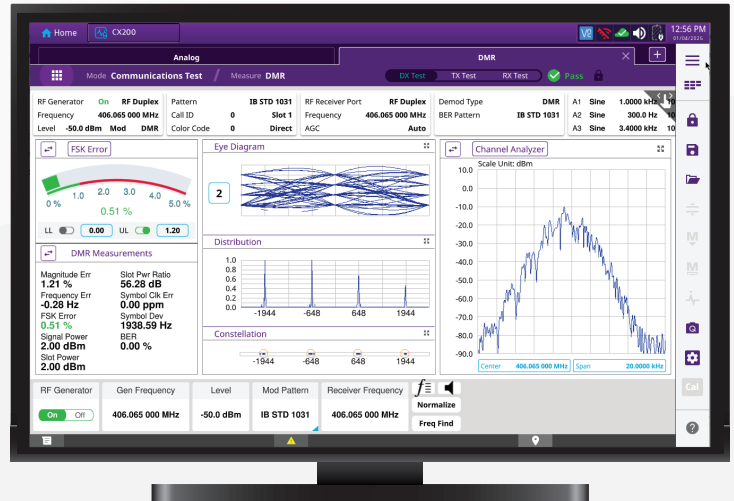 Home CX200 12:56 PM
01/04/2025
Analog DMR
Mode Communications Test / Measure DMR DX Test TX Test RX Test Pass
RF Generator On RF Duplex Pattern IB STD 1031 RF Receiver Port RF Duplex Demod Type DMR A1 Sine 1.0000 kHz 10
Frequency 406.065 000 MHz Call ID 0 Slot 1 Frequency 406.065 000 MHz BER Pattern IB STD 1031 A2 Sine 300.0 Hz 10
Level -50.0 dBm Mod DMR Color Code 0 Direct AGC Auto A3 Sine 3.4000 kHz 10
FSK Error
0 % 1.0 2.0 3.0 4.0 5.0 %
0.51 %
LL 0.00 UL 1.20
DMR Measurements
Magnitude Err Slot Pwr Ratio
1.21 % 56.28 dB
Frequency Err Symbol Clk Err
-0.28 Hz 0.00 ppm
FSK Error Symbol Dev
0.51 % 1938.59 Hz
Signal Power BER
2.00 dBm 0.00 %
Slot Power
2.00 dBm
Eye Diagram
2
Distribution
1.0
0.8
0.6
0.4
0.2
0.0
-1944 -648 648 1944
Constellation
-1944 -648 648 1944
Channel Analyzer
Scale Unit: dBm
10.0
0.0
-10.0
-20.0
-30.0
-40.0
-50.0
-60.0
-70.0
-80.0
-90.0
Center 406.065 000 MHz Span 20.0000 kHz
RF Generator Gen Frequency Level Mod Pattern Receiver Frequency
On Off 406.065 000 MHz -50.0 dBm IB STD 1031 406.065 000 MHz
Normalize
Freq Find
M
M
Cal